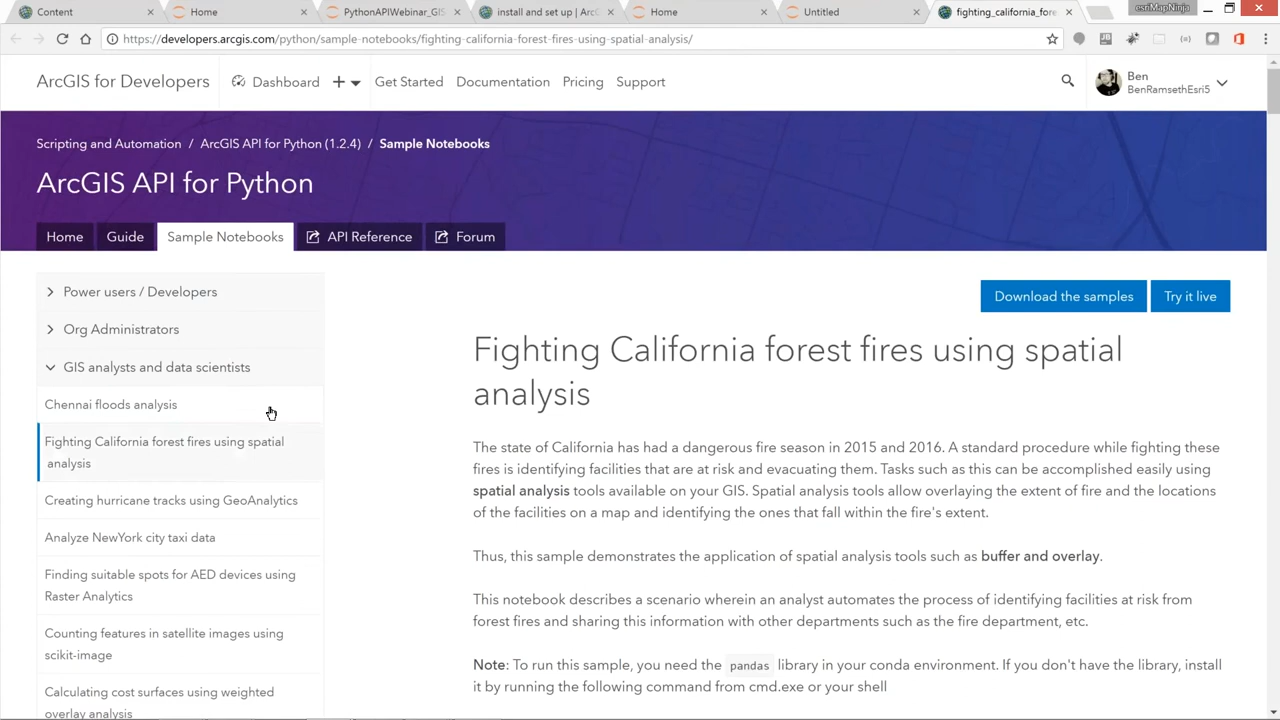 Content
Home
PythonAPIWebinar_GIS
install and set up | ArcG
Home
Untitled
fighting_california_fore
esriMapNinja
https://developers.arcgis.com/python/sample-notebooks/fighting-california-forest-fires-using-spatial-analysis/
ArcGIS for Developers
Dashboard
Get Started
Documentation
Pricing
Support
Ben
BenRamsethEsri5
Scripting and Automation / ArcGIS API for Python (1.2.4) / Sample Notebooks
ArcGIS API for Python
Home
Guide
Sample Notebooks
API Reference
Forum
Power users / Developers
Org Administrators
GIS analysts and data scientists
Chennai floods analysis
Fighting California forest fires using spatial
analysis
Creating hurricane tracks using GeoAnalytics
Analyze NewYork city taxi data
Finding suitable spots for AED devices using
Raster Analytics
Counting features in satellite images using
scikit-image
Calculating cost surfaces using weighted
overlay analysis
Download the samples
Try it live
Fighting California forest fires using spatial
analysis
The state of California has had a dangerous fire season in 2015 and 2016. A standard procedure while fighting these
fires is identifying facilities that are at risk and evacuating them. Tasks such as this can be accomplished easily using
spatial analysis tools available on your GIS. Spatial analysis tools allow overlaying the extent of fire and the locations
of the facilities on a map and identifying the ones that fall within the fire's extent.
Thus, this sample demonstrates the application of spatial analysis tools such as buffer and overlay.
This notebook describes a scenario wherein an analyst automates the process of identifying facilities at risk from
forest fires and sharing this information with other departments such as the fire department, etc.
Note: To run this sample, you need the pandas library in your conda environment. If you don't have the library, install
it by running the following command from cmd.exe or your shell